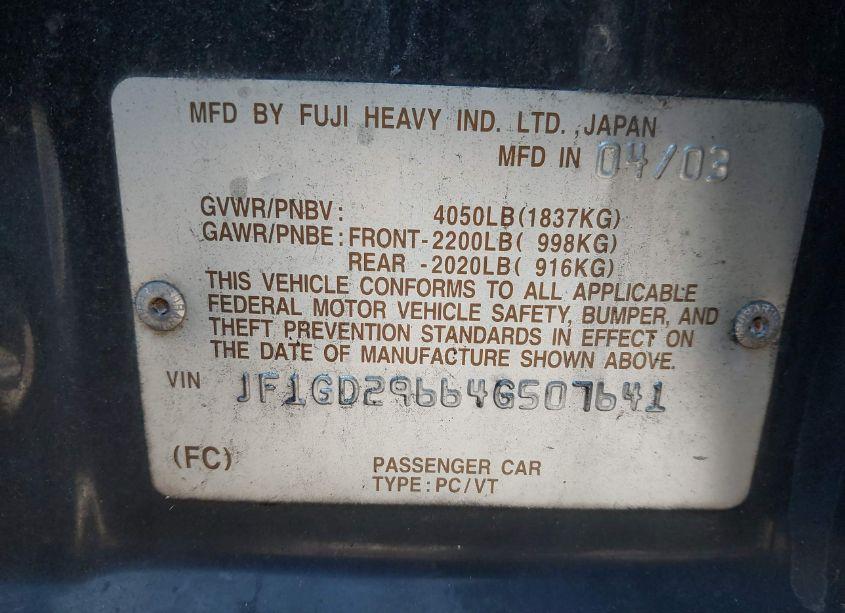 MFD BY FUJI HEAVY IND. LTD., JAPAN
MFD IN 04/03
GVWR/PNBV: 4050LB(1837KG)
GAWR/PNBE: FRONT-2200LB( 998KG)
REAR -2020LB( 916KG)
THIS VEHICLE CONFORMS TO ALL APPLICABLE
FEDERAL MOTOR VEHICLE SAFETY, BUMPER, AND
THEFT PREVENTION STANDARDS IN EFFECT ON
THE DATE OF MANUFACTURE SHOWN ABOVE.
VIN JF1GD29664G507641
(FC) PASSENGER CAR
TYPE: PC/VT